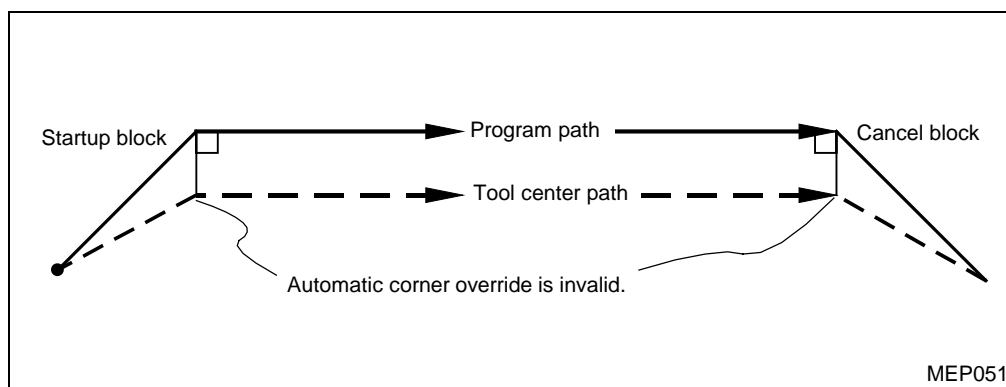 Startup block
Program path
Cancel block
Tool center path
Automatic corner override is invalid.
MEP051